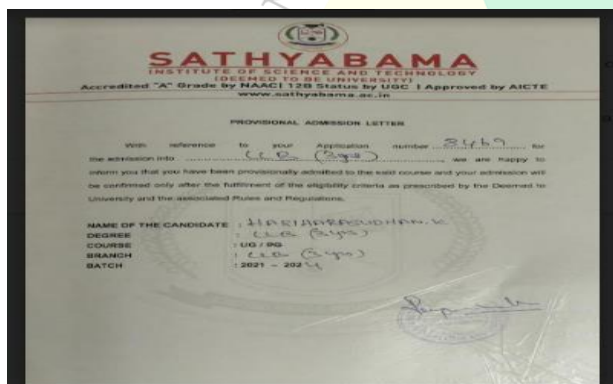 SATHYABAMA
INSTITUTE OF SCIENCE AND TECHNOLOGY
(DEEMED TO BE UNIVERSITY)
Accredited "A" Grade by NAAC| 12B Status by UGC | Approved by AICTE
www.sathyabama.ac.in
PROVISIONAL ADMISSION LETTER
With reference to your Application number 8469 for
the admission into LLB (3yrs) we are happy to
inform you that you have been provisionally admitted to the said course and your admission will
be confirmed only after the fulfillment of the eligibility criteria as prescribed by the Deemed to
University and the associated Rules and Regulations.
NAME OF THE CANDIDATE : HARIHARASUDHAN.K
DEGREE : LLB (3yrs)
COURSE : UG / PG
BRANCH : LLB (3yrs)
BATCH : 2021 - 2024